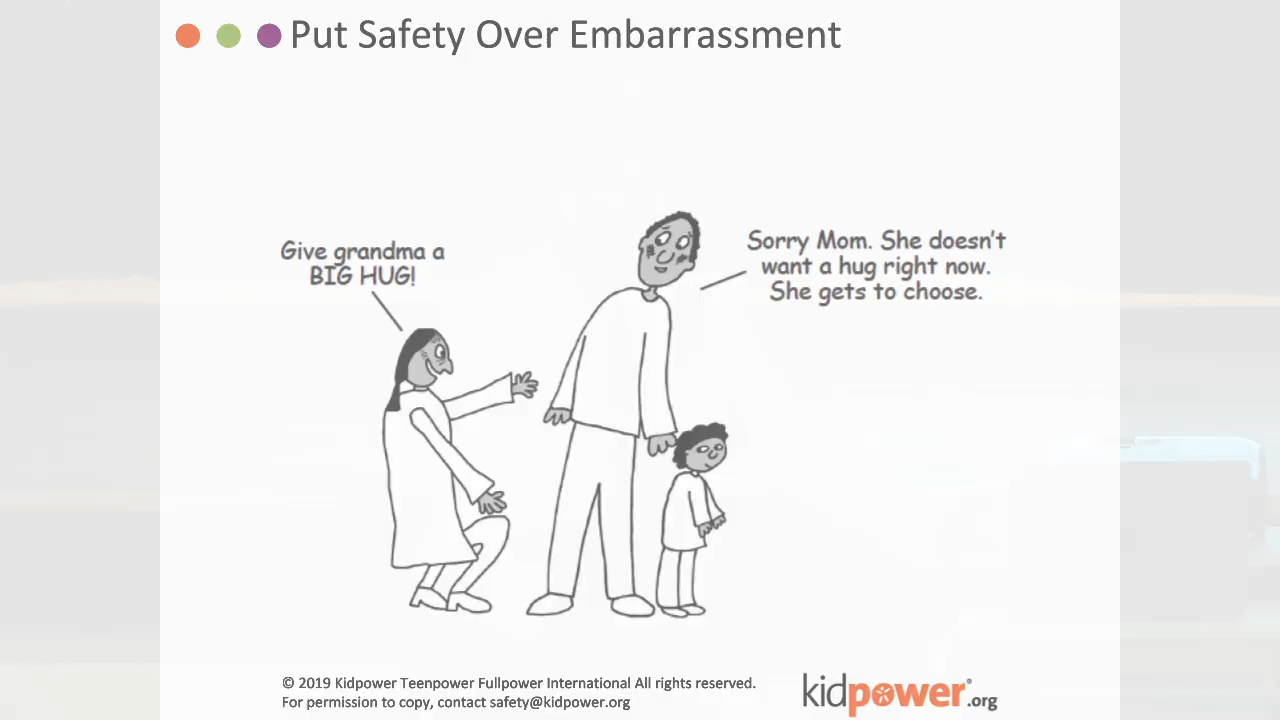 Put Safety Over Embarrassment
Give grandma a
BIG HUG!
Sorry Mom. She doesn't
want a hug right now.
She gets to choose.
© 2019 Kidpower Teenpower Fullpower International All rights reserved.
For permission to copy, contact safety@kidpower.org
kidpower®.org